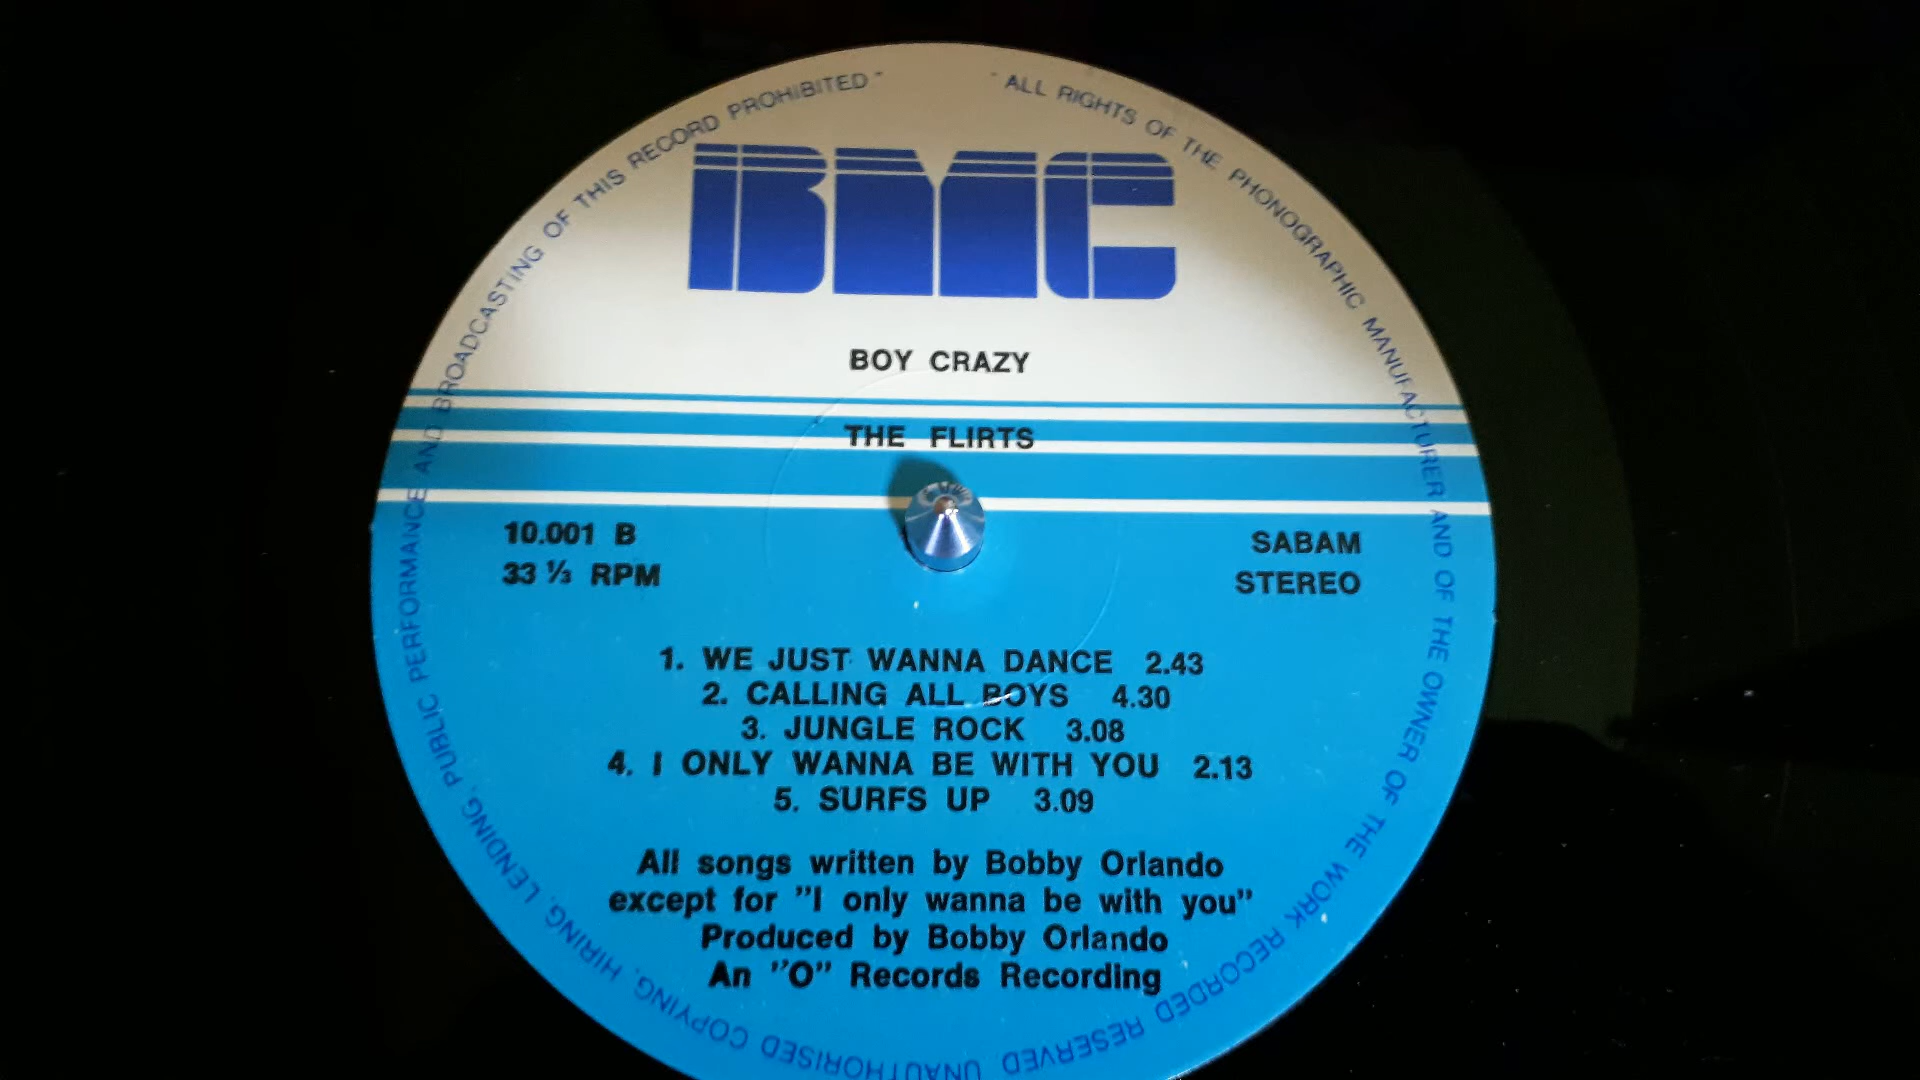 BMC
BOY CRAZY
THE FLIRTS
10.001 B
33 ⅓ RPM
SABAM
STEREO
1. WE JUST WANNA DANCE 2.43
2. CALLING ALL BOYS 4.30
3. JUNGLE ROCK 3.08
4. I ONLY WANNA BE WITH YOU 2.13
5. SURFS UP 3.09
All songs written by Bobby Orlando
except for ”I only wanna be with you”
Produced by Bobby Orlando
An ”O” Records Recording
- ALL RIGHTS OF THE PHONOGRAPHIC MANUFACTURER AND OF THE OWNER OF THE WORK RECORDED RESERVED UNAUTHORISED COPYING, HIRING, LENDING, PUBLIC PERFORMANCE AND BROADCASTING OF THIS RECORD PROHIBITED -